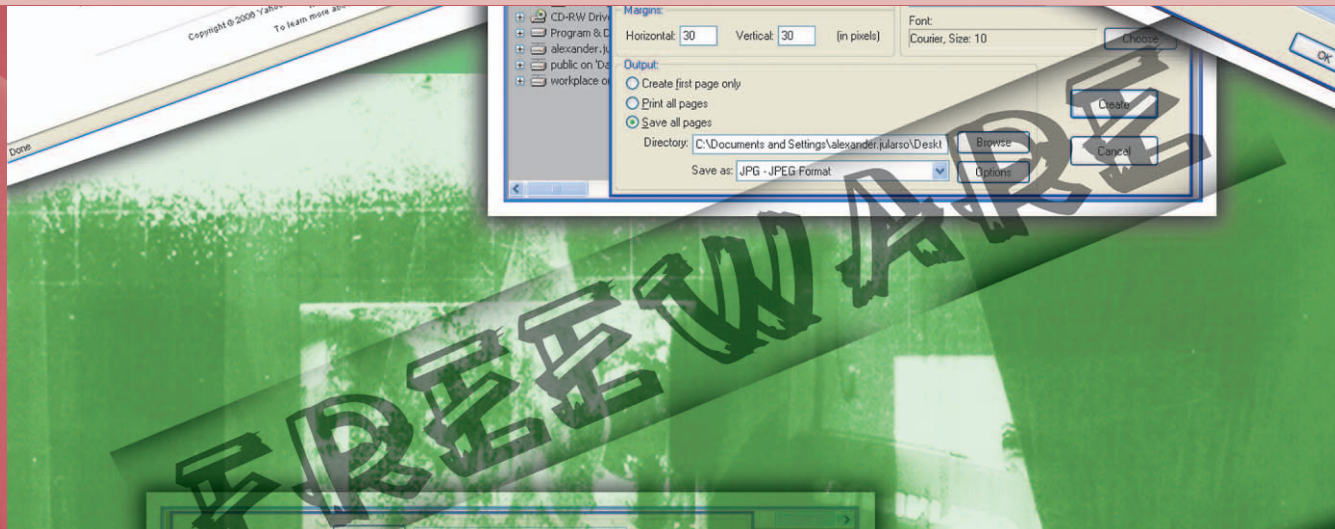 Copyright © 2008 Yahoo!
To learn more abo
Done
CD-RW Driv
Program & D
alexander.ju
public on 'Da
workplace o
Margins:
Horizontal: 30 Vertical: 30 (in pixels)
Font:
Courier, Size: 10
Choose
Output:
Create first page only
Print all pages
Save all pages
Directory: C:\Documents and Settings\alexander.jularso\Deskt
Browse
Save as: JPG - JPEG Format
Options
Create
Cancel
OK
FREEWARE